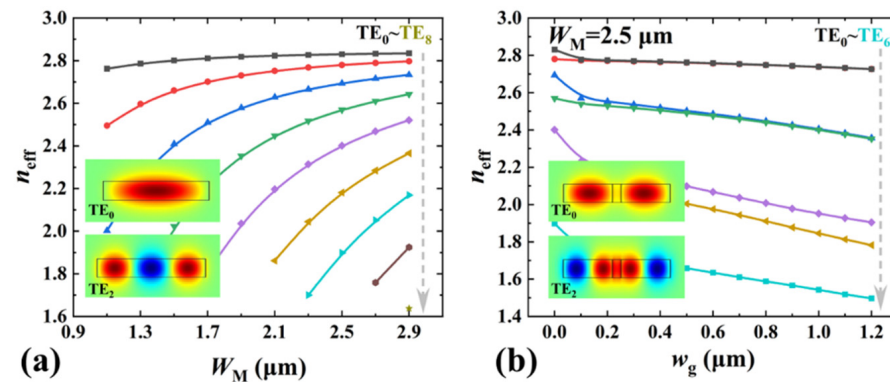 TE0~TE8
3.0
2.8
2.6
2.4
2.2
2.0
1.8
1.6
neff
TE0
TE2
0.9 1.3 1.7 2.1 2.5 2.9
(a) WM (μm)
WM=2.5 μm TE0~TE6
3.0
2.8
2.6
2.4
2.2
2.0
1.8
1.6
1.4
neff
TE0
TE2
0.0 0.2 0.4 0.6 0.8 1.0 1.2
(b) wg (μm)